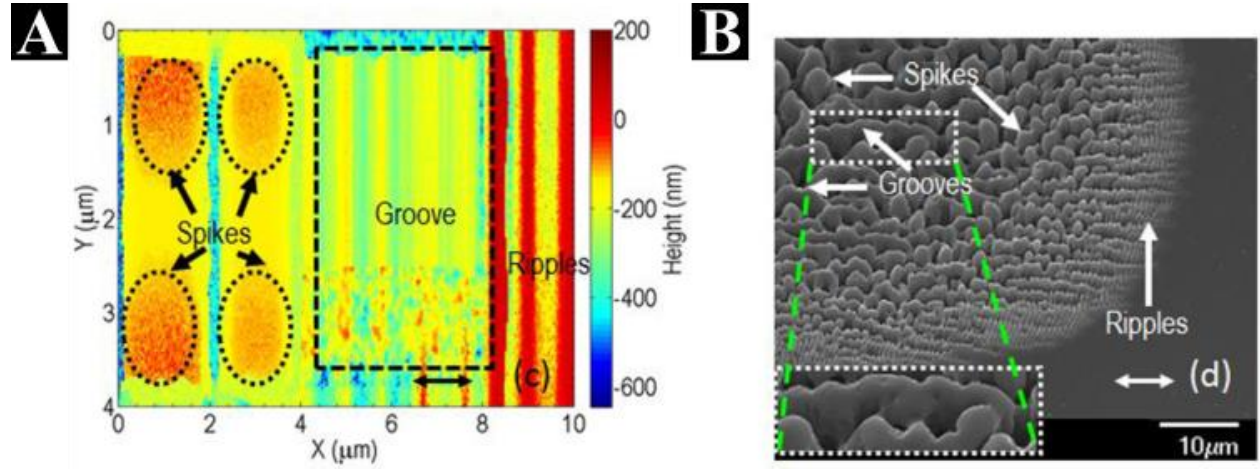 A
0
1
2
3
4
Y (μm)
0
2
4
6
8
10
X (μm)
Spikes
Groove
Ripples
(c)
200
0
-200
-400
-600
Height (nm)
B
Spikes
Grooves
Ripples
(d)
10μm